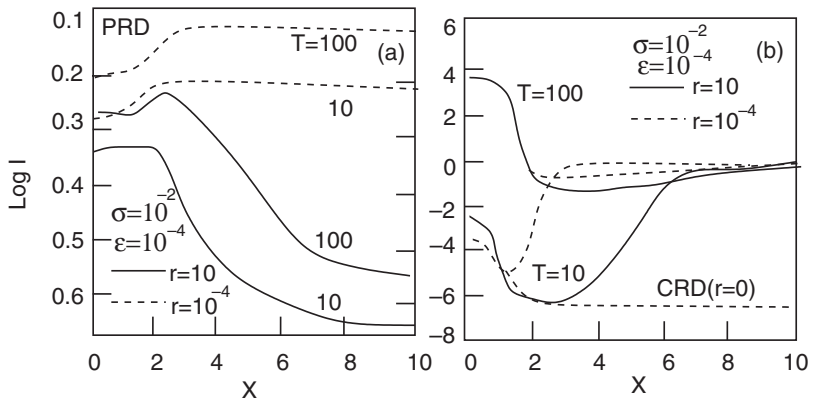 PRD
(a)
T=100
10
100
10
σ=10⁻²
ε=10⁻⁴
r=10
r=10⁻⁴
0.1
0.2
0.3
0.4
0.5
0.6
Log I
0 2 4 6 8 10
X
(b)
σ=10⁻²
ε=10⁻⁴
r=10
r=10⁻⁴
T=100
T=10
CRD(r=0)
6
4
2
0
−2
−4
−6
−8
0 2 4 6 8 10
X